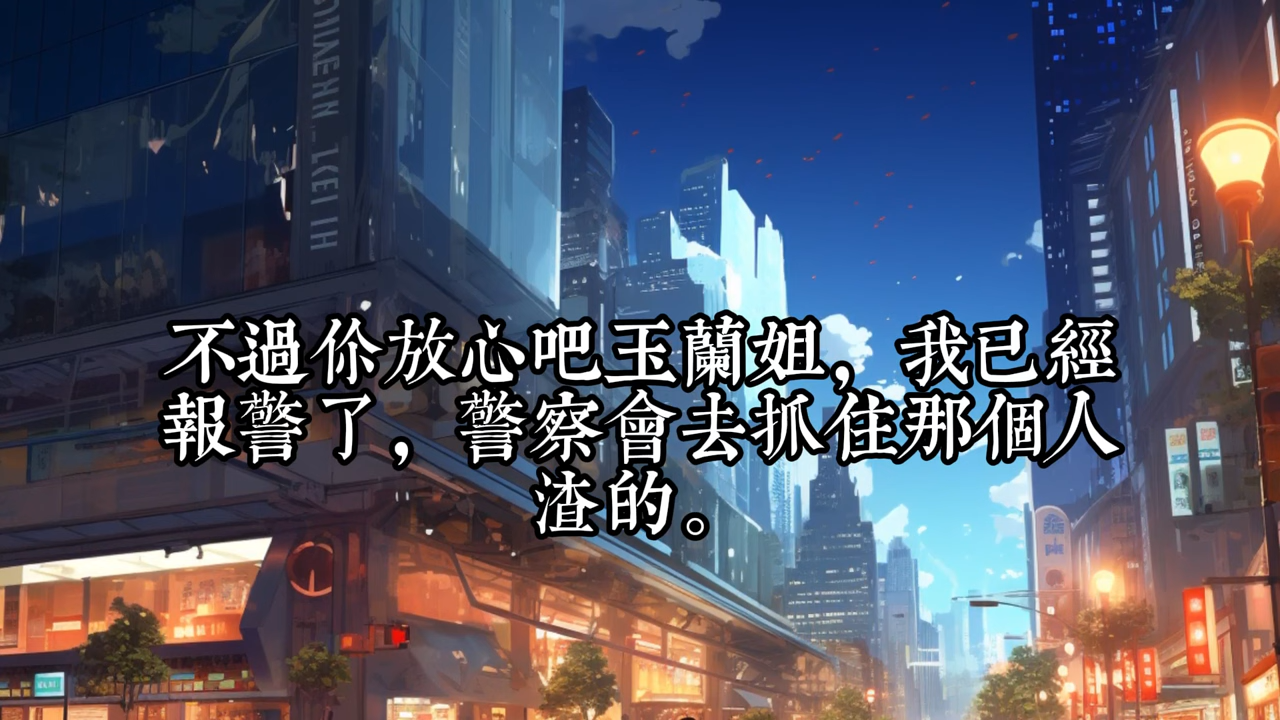 不過你放心吧玉蘭姐，我已經
報警了，警察會去抓住那個人
渣的。